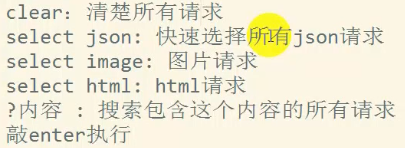 clear: 清楚所有请求
select json: 快速选择所有json请求
select image: 图片请求
select html: html请求
?内容 : 搜索包含这个内容的所有请求
敲enter执行